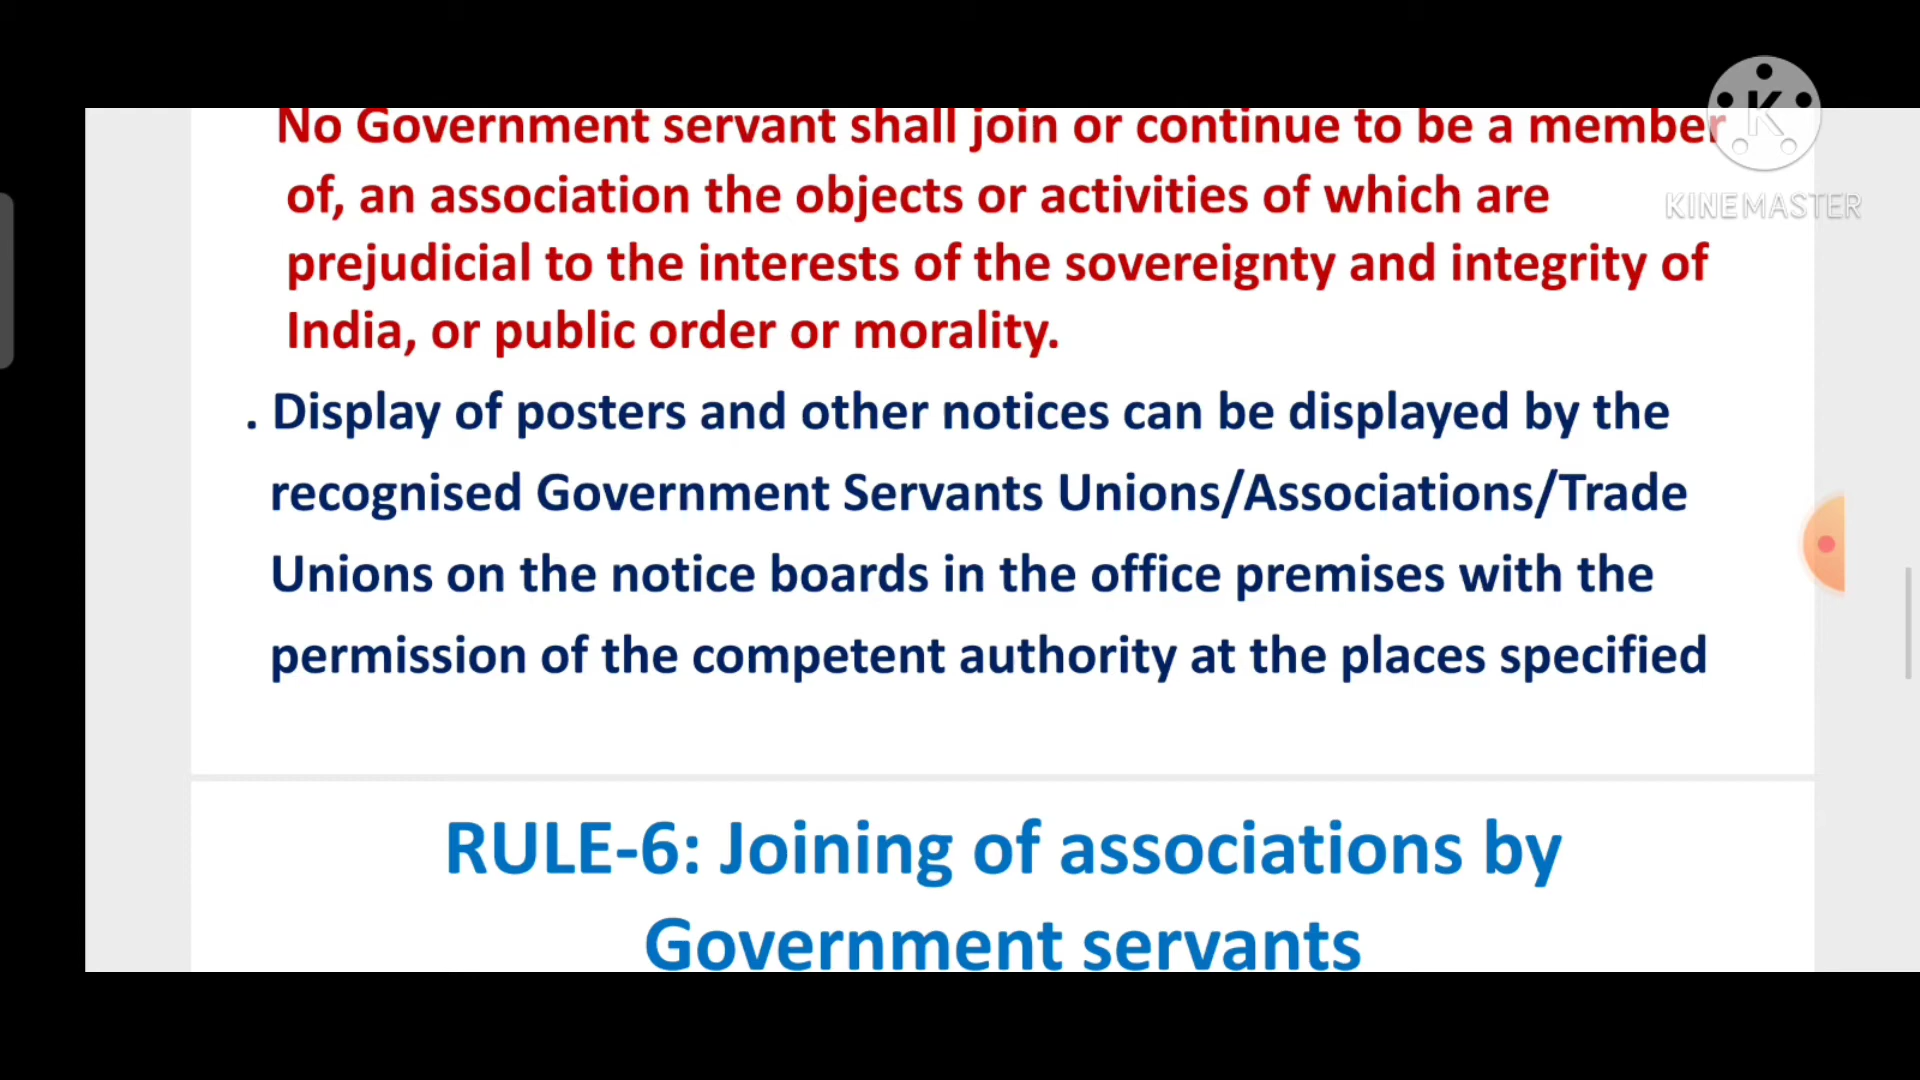 No Government servant shall join or continue to be a member
of, an association the objects or activities of which are
prejudicial to the interests of the sovereignty and integrity of
India, or public order or morality.
. Display of posters and other notices can be displayed by the
recognised Government Servants Unions/Associations/Trade
Unions on the notice boards in the office premises with the
permission of the competent authority at the places specified
RULE-6: Joining of associations by
Government servants
K
KINEMASTER